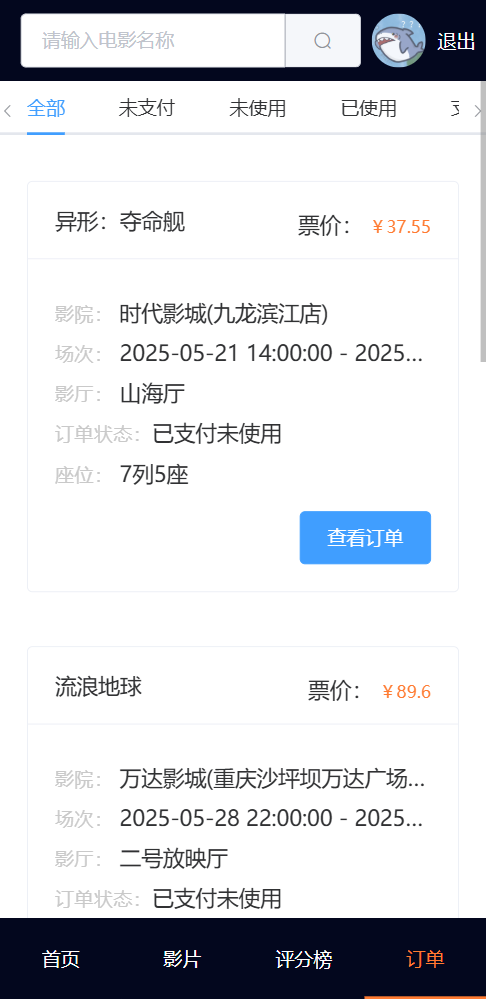 请输入电影名称
退出
全部 未支付 未使用 已使用
异形：夺命舰 票价： ￥37.55
影院： 时代影城(九龙滨江店)
场次： 2025-05-21 14:00:00 - 2025...
影厅： 山海厅
订单状态：已支付未使用
座位： 7列5座
查看订单
流浪地球 票价： ￥89.6
影院： 万达影城(重庆沙坪坝万达广场...
场次： 2025-05-28 22:00:00 - 2025...
影厅： 二号放映厅
订单状态：已支付未使用
首页 影片 评分榜 订单